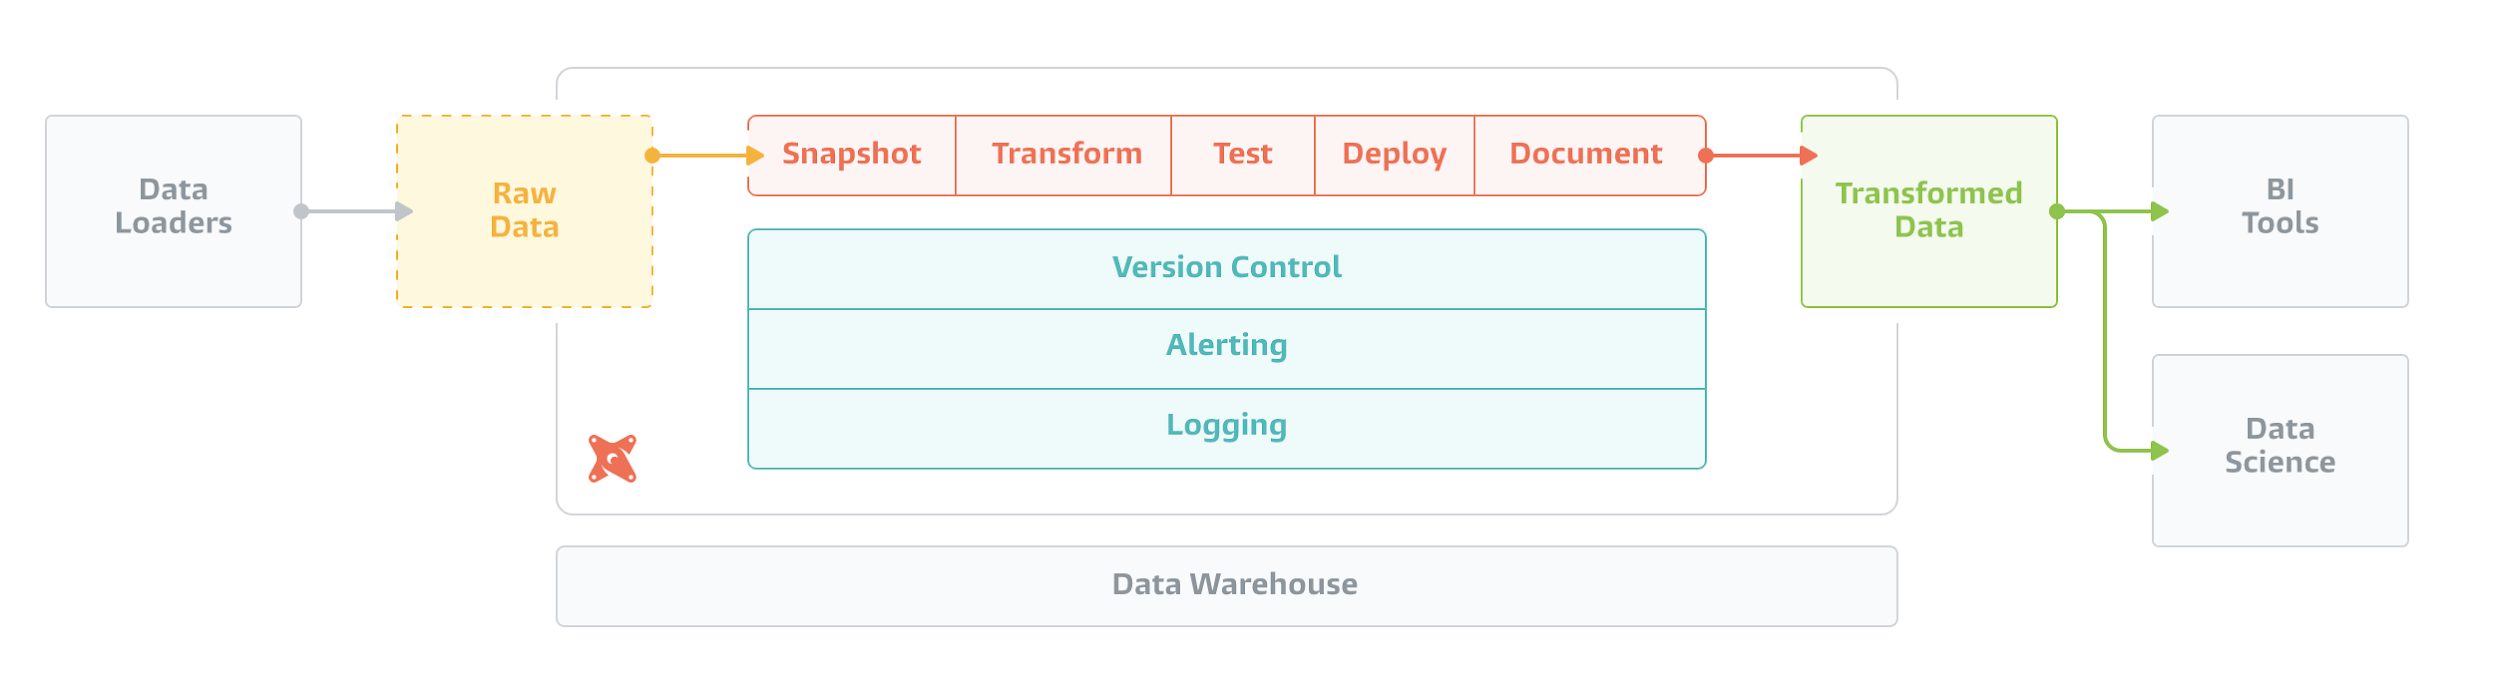 Data
Loaders
Raw
Data
Snapshot
Transform
Test
Deploy
Document
Version Control
Alerting
Logging
Transformed
Data
BI
Tools
Data
Science
Data Warehouse